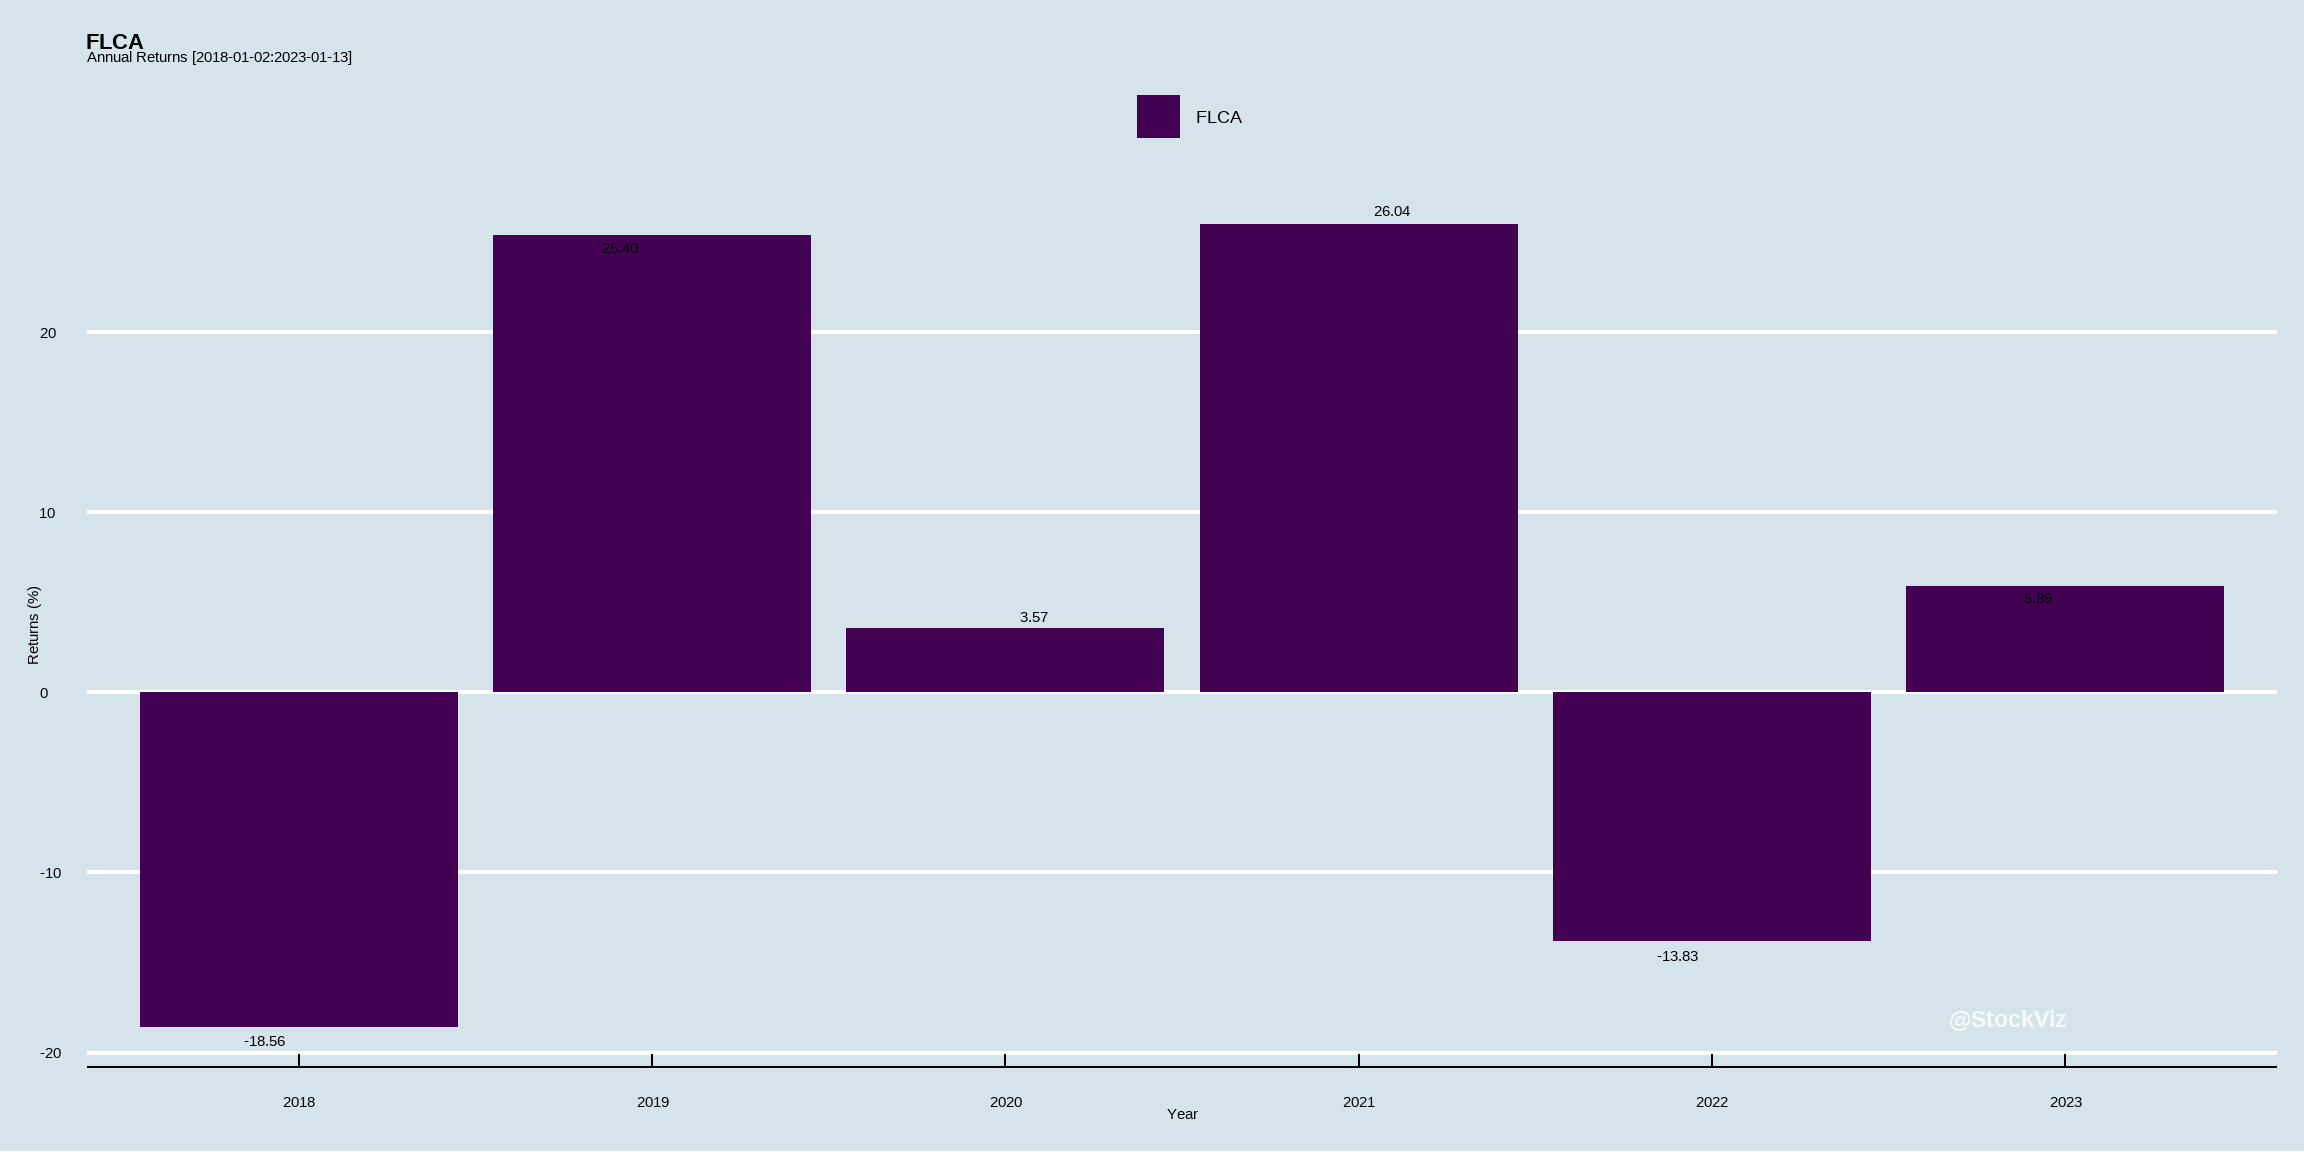 FLCA
Annual Returns [2018-01-02:2023-01-13]
FLCA
26.04
25.40
20
10
5.89
3.57
Returns (%)
0
-10
-13.83
@StockViz
-18.56
-20
2018 2019 2020 2021 2022 2023
Year